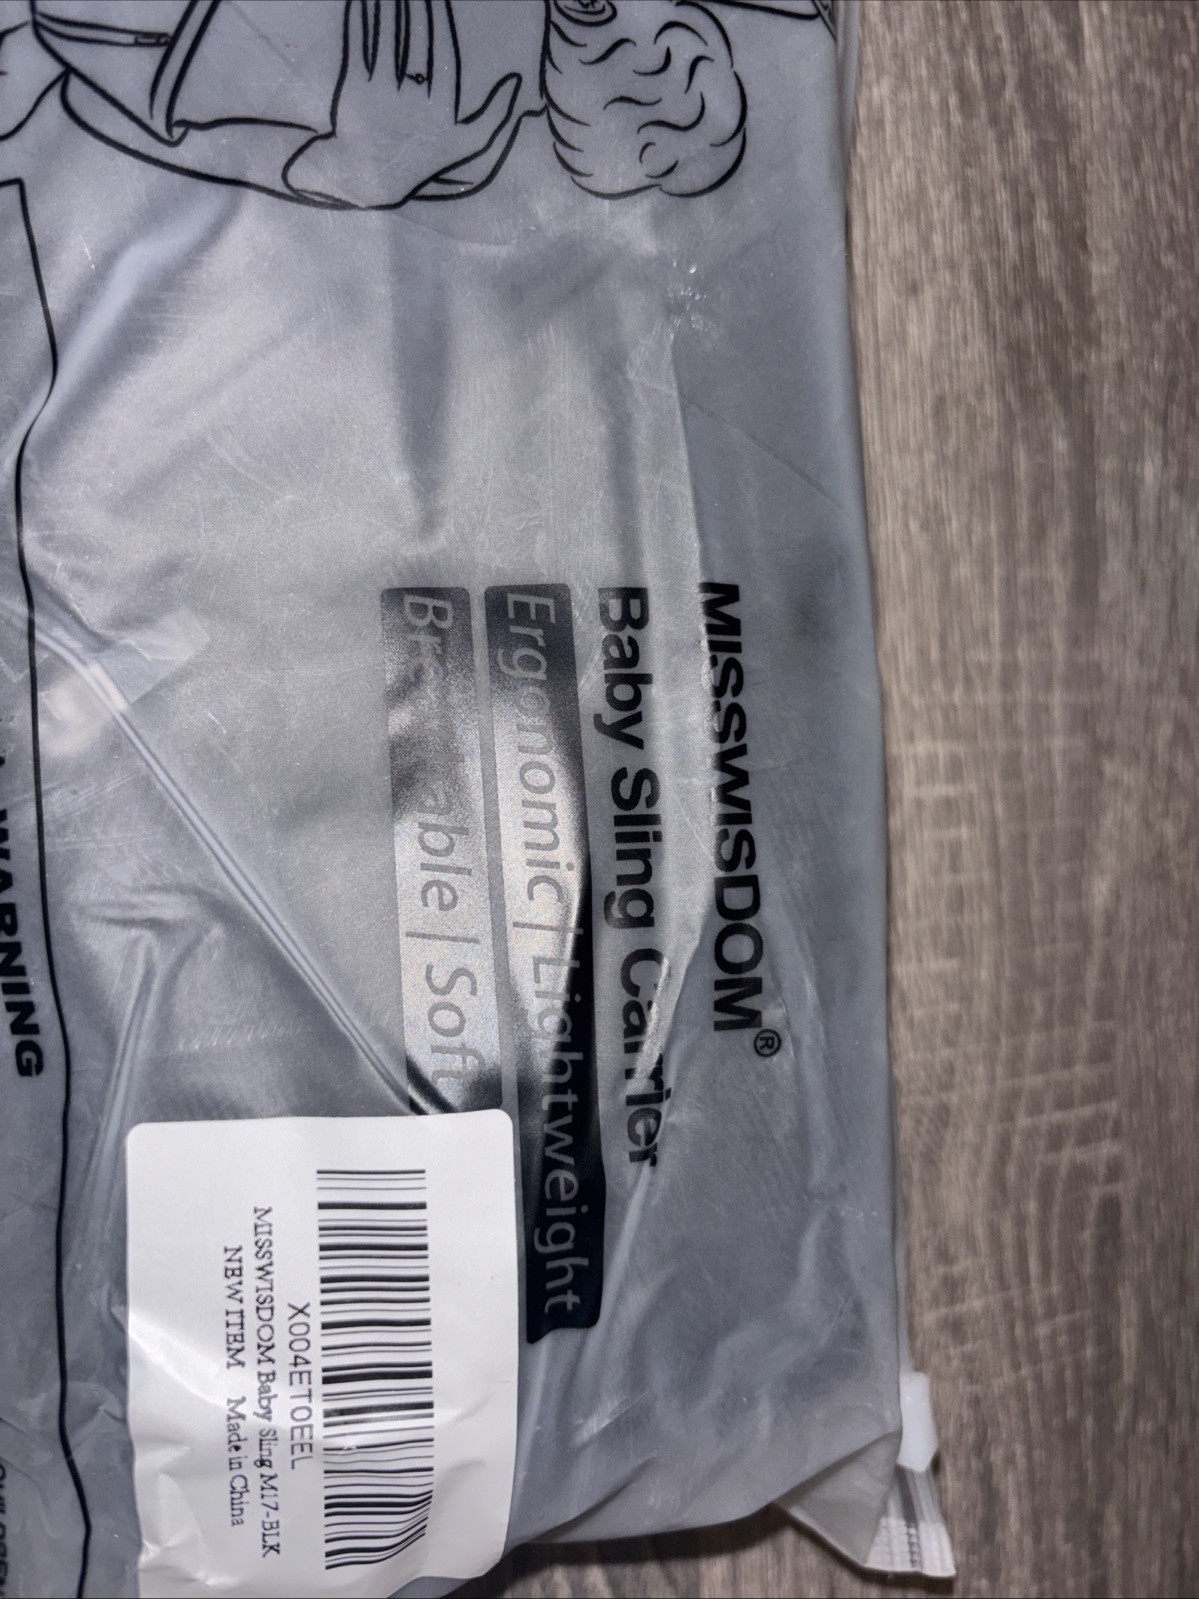 MISSWISDOM®
Baby Sling Carrier
Ergonomic | Lightweight
Breathable | Soft
X004ET0EEL
MISSWISDOM Baby Sling M17-BLK
NEW ITEM Made in China
WARNING